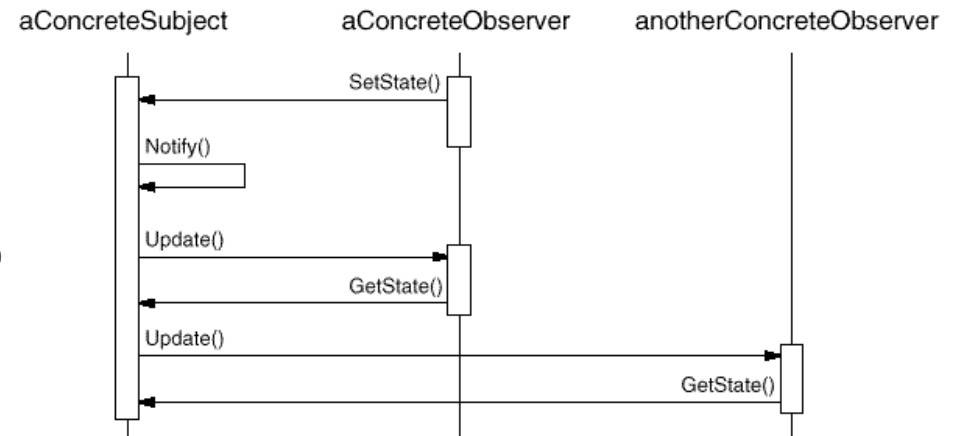 aConcreteSubject aConcreteObserver anotherConcreteObserver
SetState()
Notify()
Update()
GetState()
Update()
GetState()
)